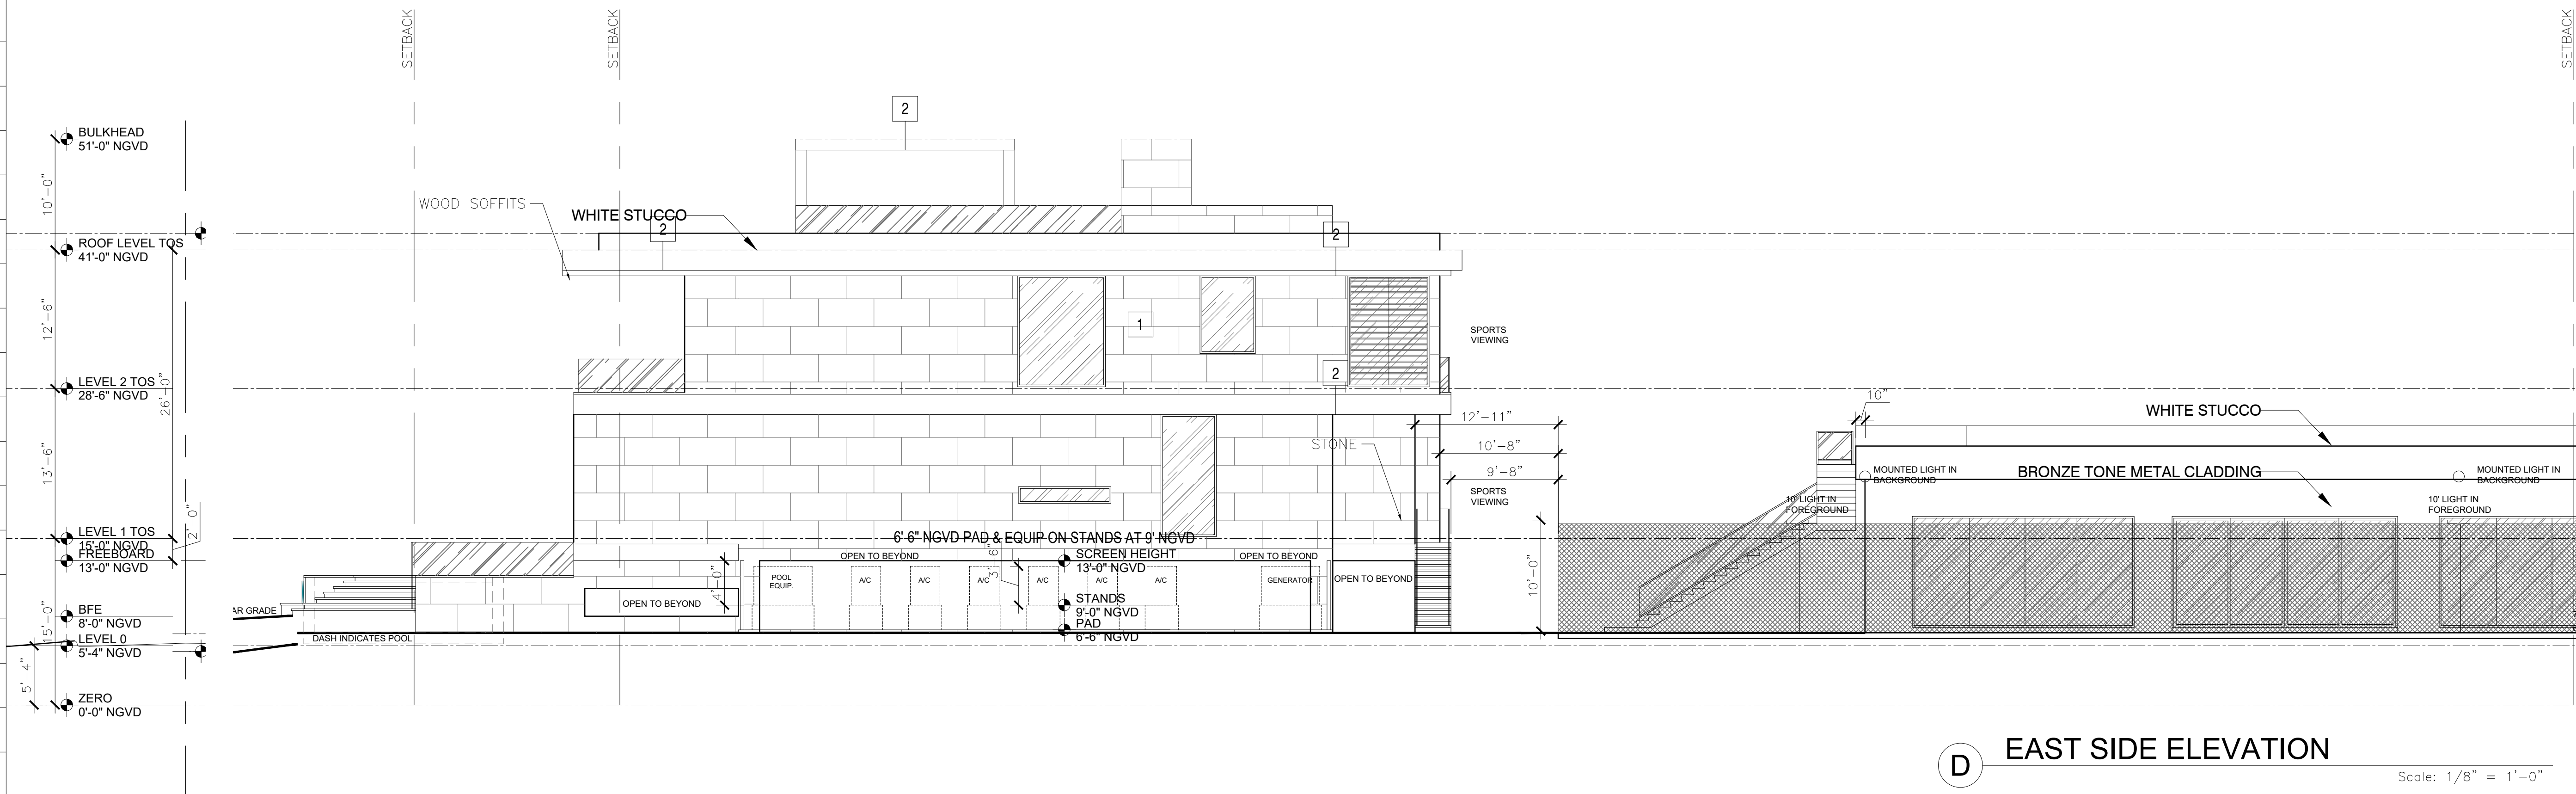 SETBACK
SETBACK
SETBACK
2
BULKHEAD
51'-0" NGVD
10'-0"
WOOD SOFFITS
WHITE STUCCO
2
2
ROOF LEVEL TOS
41'-0" NGVD
12'-6"
1
SPORTS
VIEWING
2
LEVEL 2 TOS
28'-6" NGVD
26'-0"
10"
12'-11"
WHITE STUCCO
STONE
10'-8"
13'-6"
9'-8"
MOUNTED LIGHT IN
BACKGROUND
BRONZE TONE METAL CLADDING
MOUNTED LIGHT IN
BACKGROUND
SPORTS
VIEWING
10' LIGHT IN
FOREGROUND
10' LIGHT IN
FOREGROUND
2'-0"
LEVEL 1 TOS
15'-0" NGVD
FREEBOARD
13'-0" NGVD
6'-6" NGVD PAD & EQUIP ON STANDS AT 9' NGVD
OPEN TO BEYOND
3'-6"
SCREEN HEIGHT
13'-0" NGVD
OPEN TO BEYOND
POOL
EQUIP.
A/C
A/C
A/C
A/C
A/C
A/C
GENERATOR
OPEN TO BEYOND
4'-0"
10'-0"
OPEN TO BEYOND
STANDS
9'-0" NGVD
PAD
6'-6" NGVD
AR GRADE
BFE
8'-0" NGVD
15'-0"
LEVEL 0
5'-4" NGVD
DASH INDICATES POOL
5'-4"
ZERO
0'-0" NGVD
D
EAST SIDE ELEVATION
Scale: 1/8" = 1'-0"